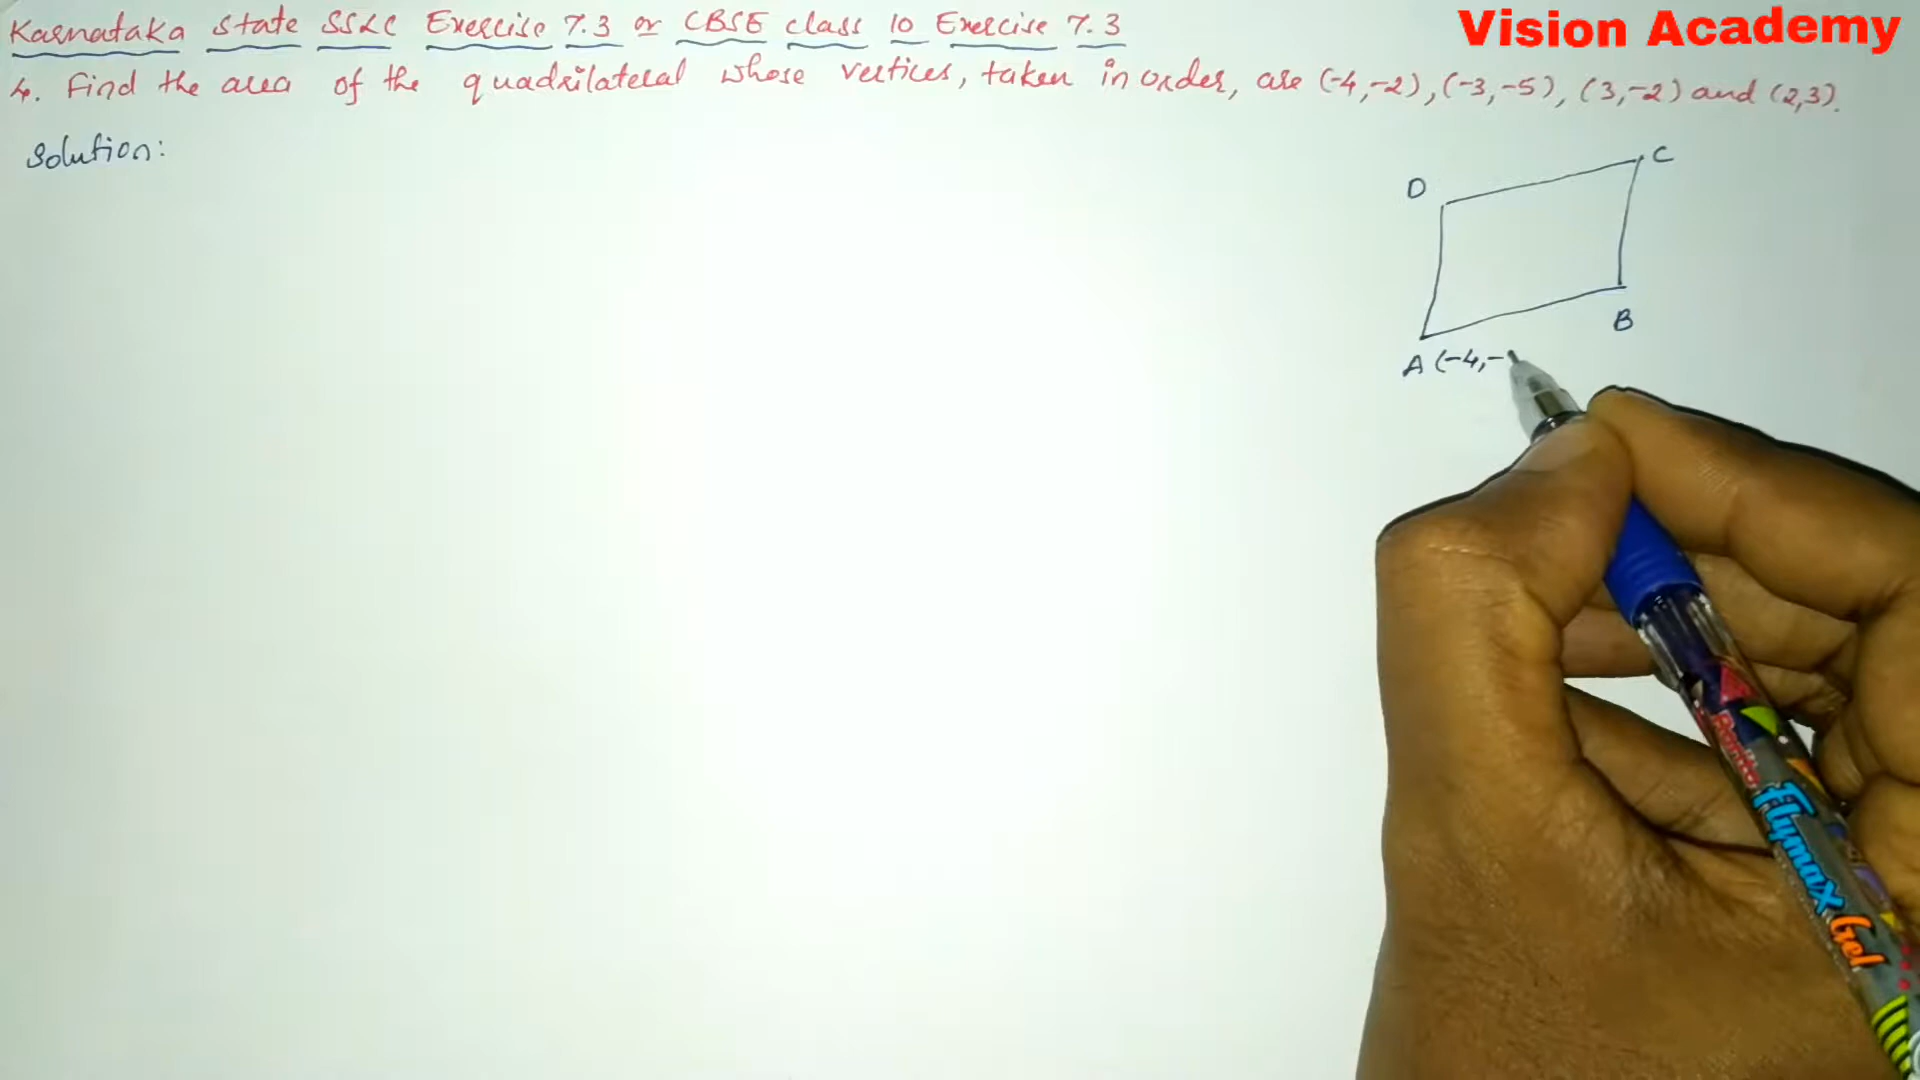 Karnataka State SSLC Exercise 7.3 or CBSE class 10 Exercise 7.3
Vision Academy
4. Find the area of the quadrilateral whose vertices, taken in order, are (-4,-2), (-3,-5), (3,-2) and (2,3).
Solution:
C
D
B
A (-4,-
Flymax Gel